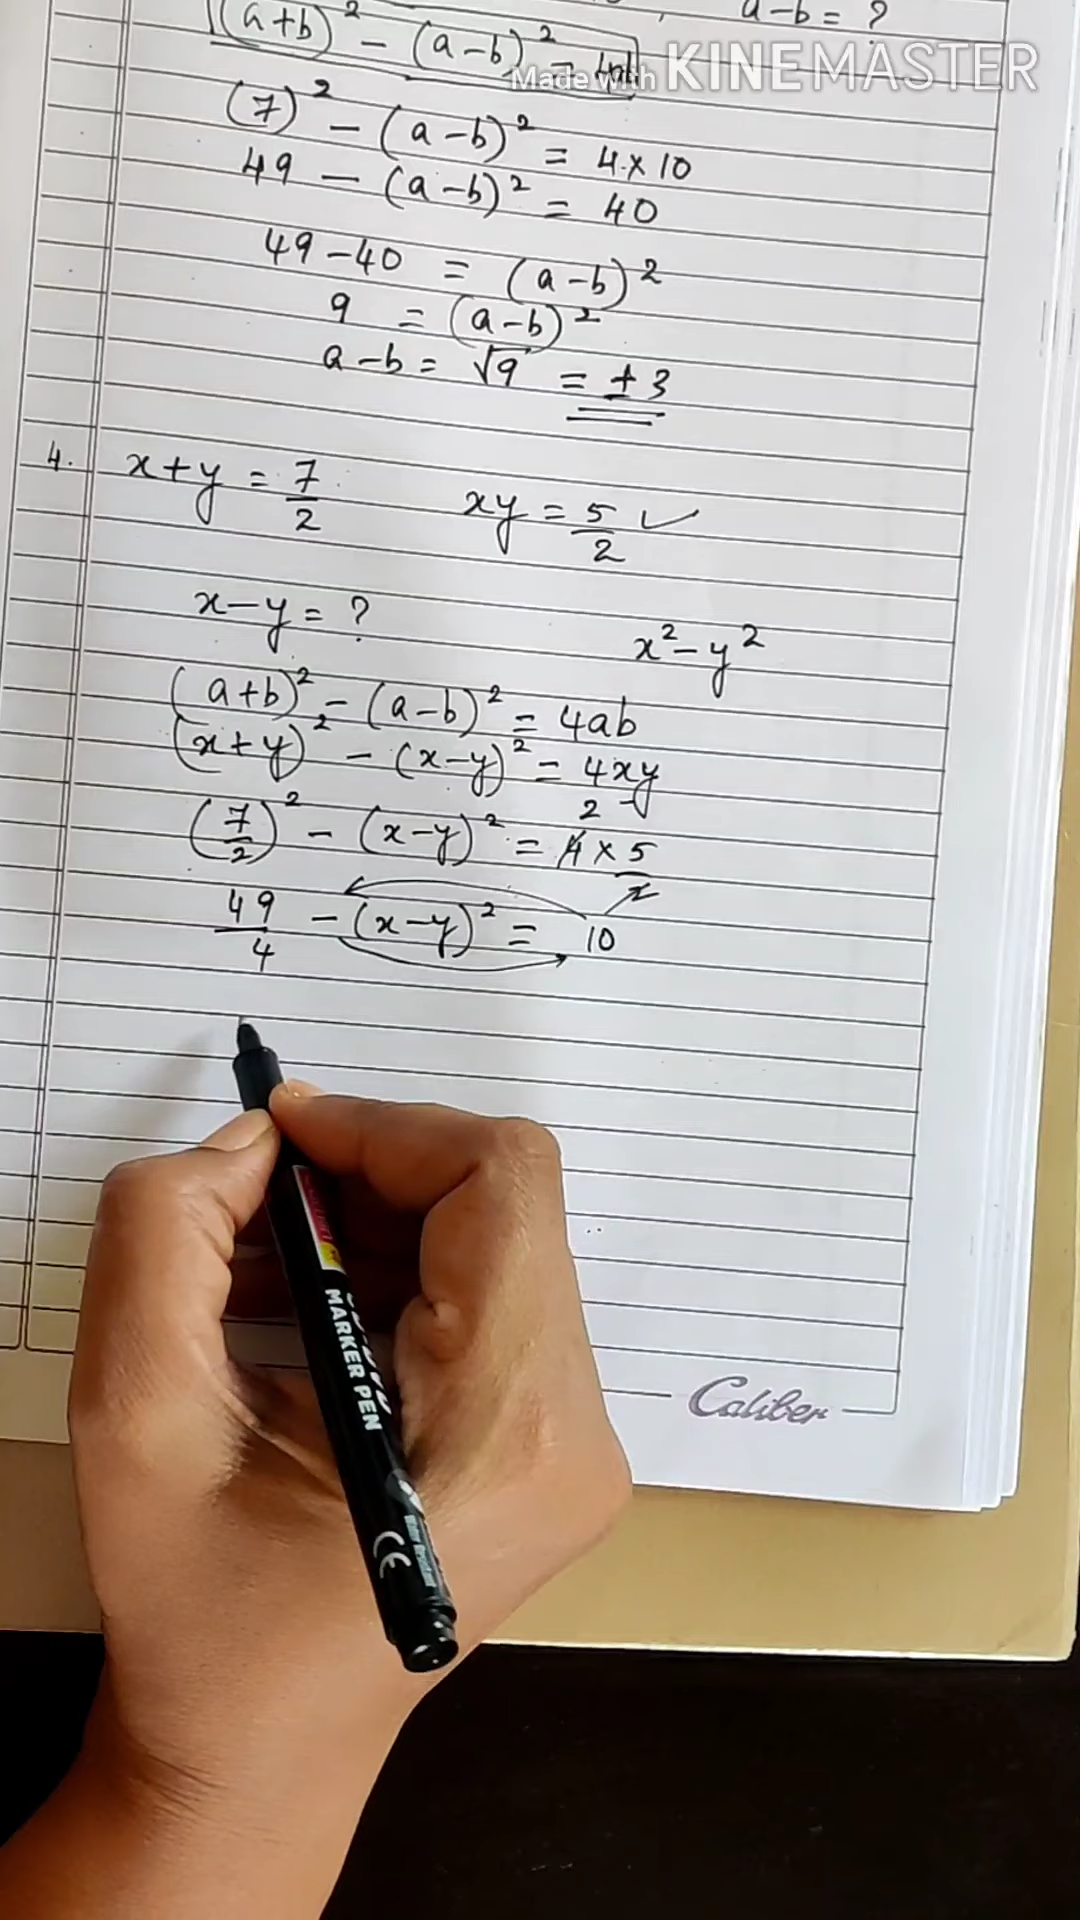 a-b = ?
(a+b)² - (a-b)² = 4ab
Made with KINEMASTER
(7)² - (a-b)² = 4 × 10
49 - (a-b)² = 40
49-40 = (a-b)²
9 = (a-b)²
a-b = √9 = ±3
4. x+y = 7/2 xy = 5/2 ✓
x-y = ? x²-y²
(a+b)² - (a-b)² = 4ab
(x+y)² - (x-y)² = 4xy
2
(7/2)² - (x-y)² = 4 × 5/2
49/4 - (x-y)² = 10
MARKER PEN
CE
Caliber